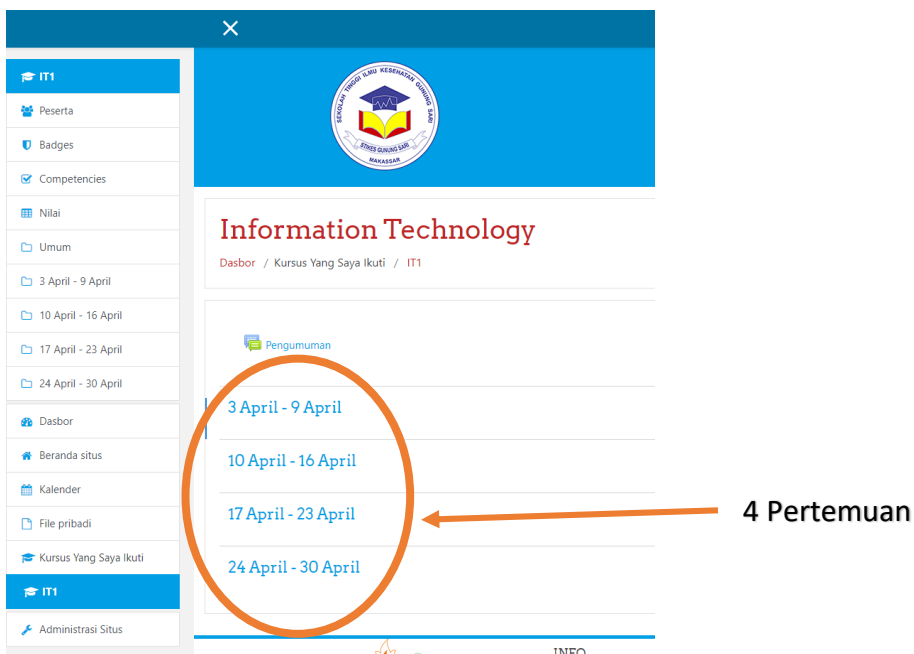 IT1
Peserta
Badges
Competencies
Nilai
Umum
3 April - 9 April
10 April - 16 April
17 April - 23 April
24 April - 30 April
Dasbor
Beranda situs
Kalender
File pribadi
Kursus Yang Saya Ikuti
IT1
Administrasi Situs
SEKOLAH TINGGI ILMU KESEHATAN GUNUNG SARI
STIKES GUNUNG SARI
MAKASSAR
Information Technology
Dasbor / Kursus Yang Saya Ikuti / IT1
Pengumuman
3 April - 9 April
10 April - 16 April
17 April - 23 April
24 April - 30 April
4 Pertemuan
INFO